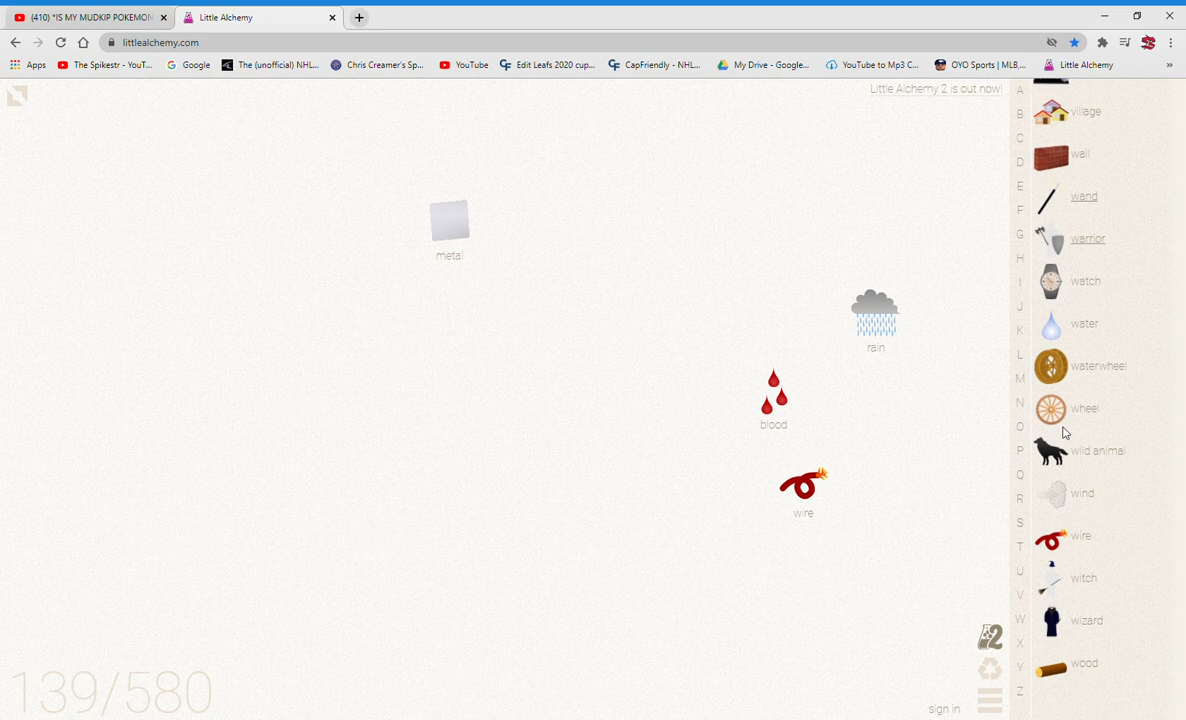 (410) *IS MY MUDKIP POKEMON
Little Alchemy
littlealchemy.com
Apps
The Spikestr - YouT...
Google
The (unofficial) NHL...
Chris Creamer's Sp...
YouTube
Edit Leafs 2020 cup...
CapFriendly - NHL...
My Drive - Google...
YouTube to Mp3 C...
OYO Sports | MLB,...
Little Alchemy
»
Little Alchemy 2 is out now!
metal
rain
blood
wire
139/580
2
sign in
A
B
C
D
E
F
G
H
I
J
K
L
M
N
O
P
Q
R
S
T
U
V
W
X
Y
Z
village
wall
wand
warrior
watch
water
waterwheel
wheel
wild animal
wind
wire
witch
wizard
wood